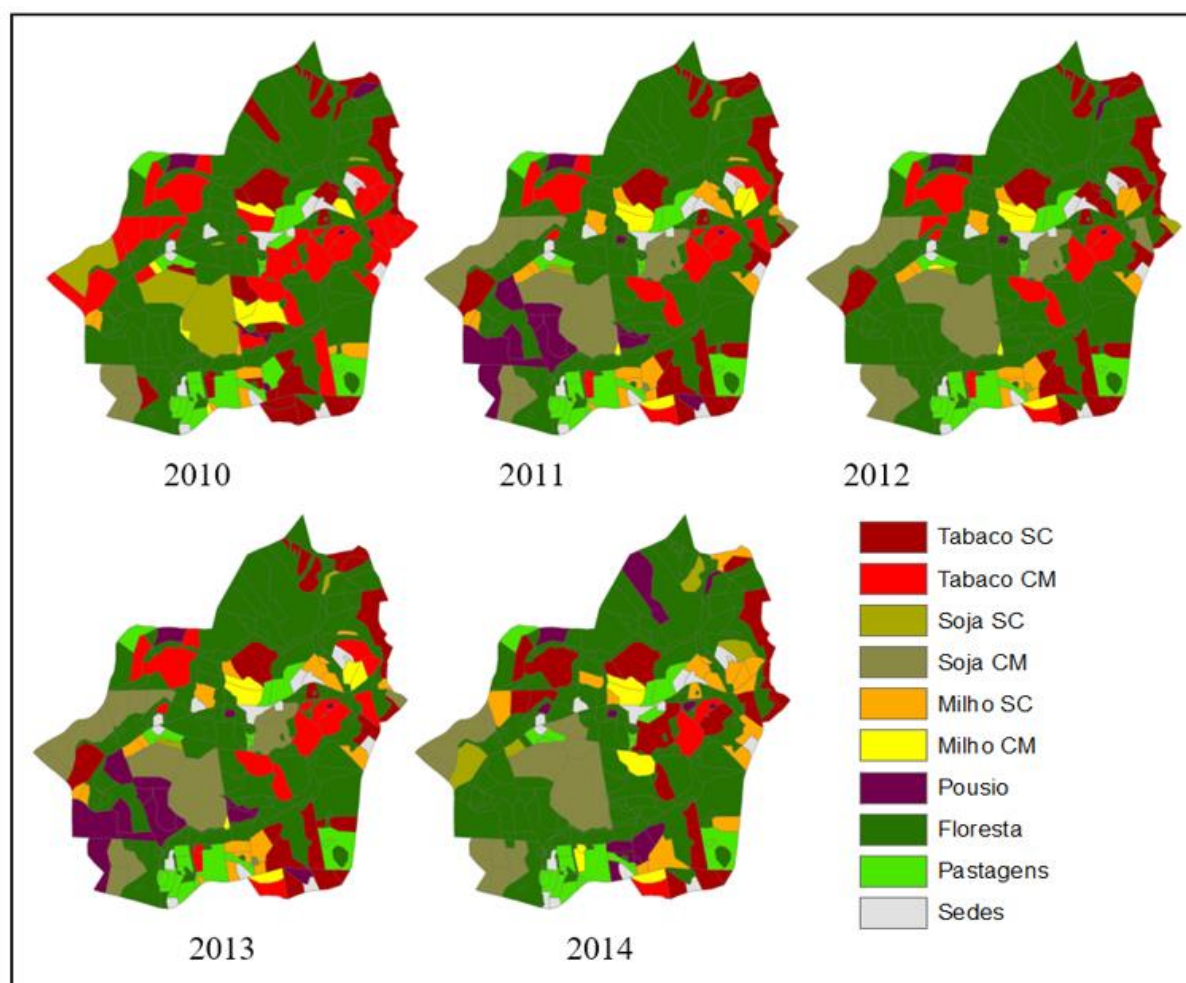 2010
2011
2012
2013
2014
Tabaco SC
Tabaco CM
Soja SC
Soja CM
Milho SC
Milho CM
Pousio
Floresta
Pastagens
Sedes